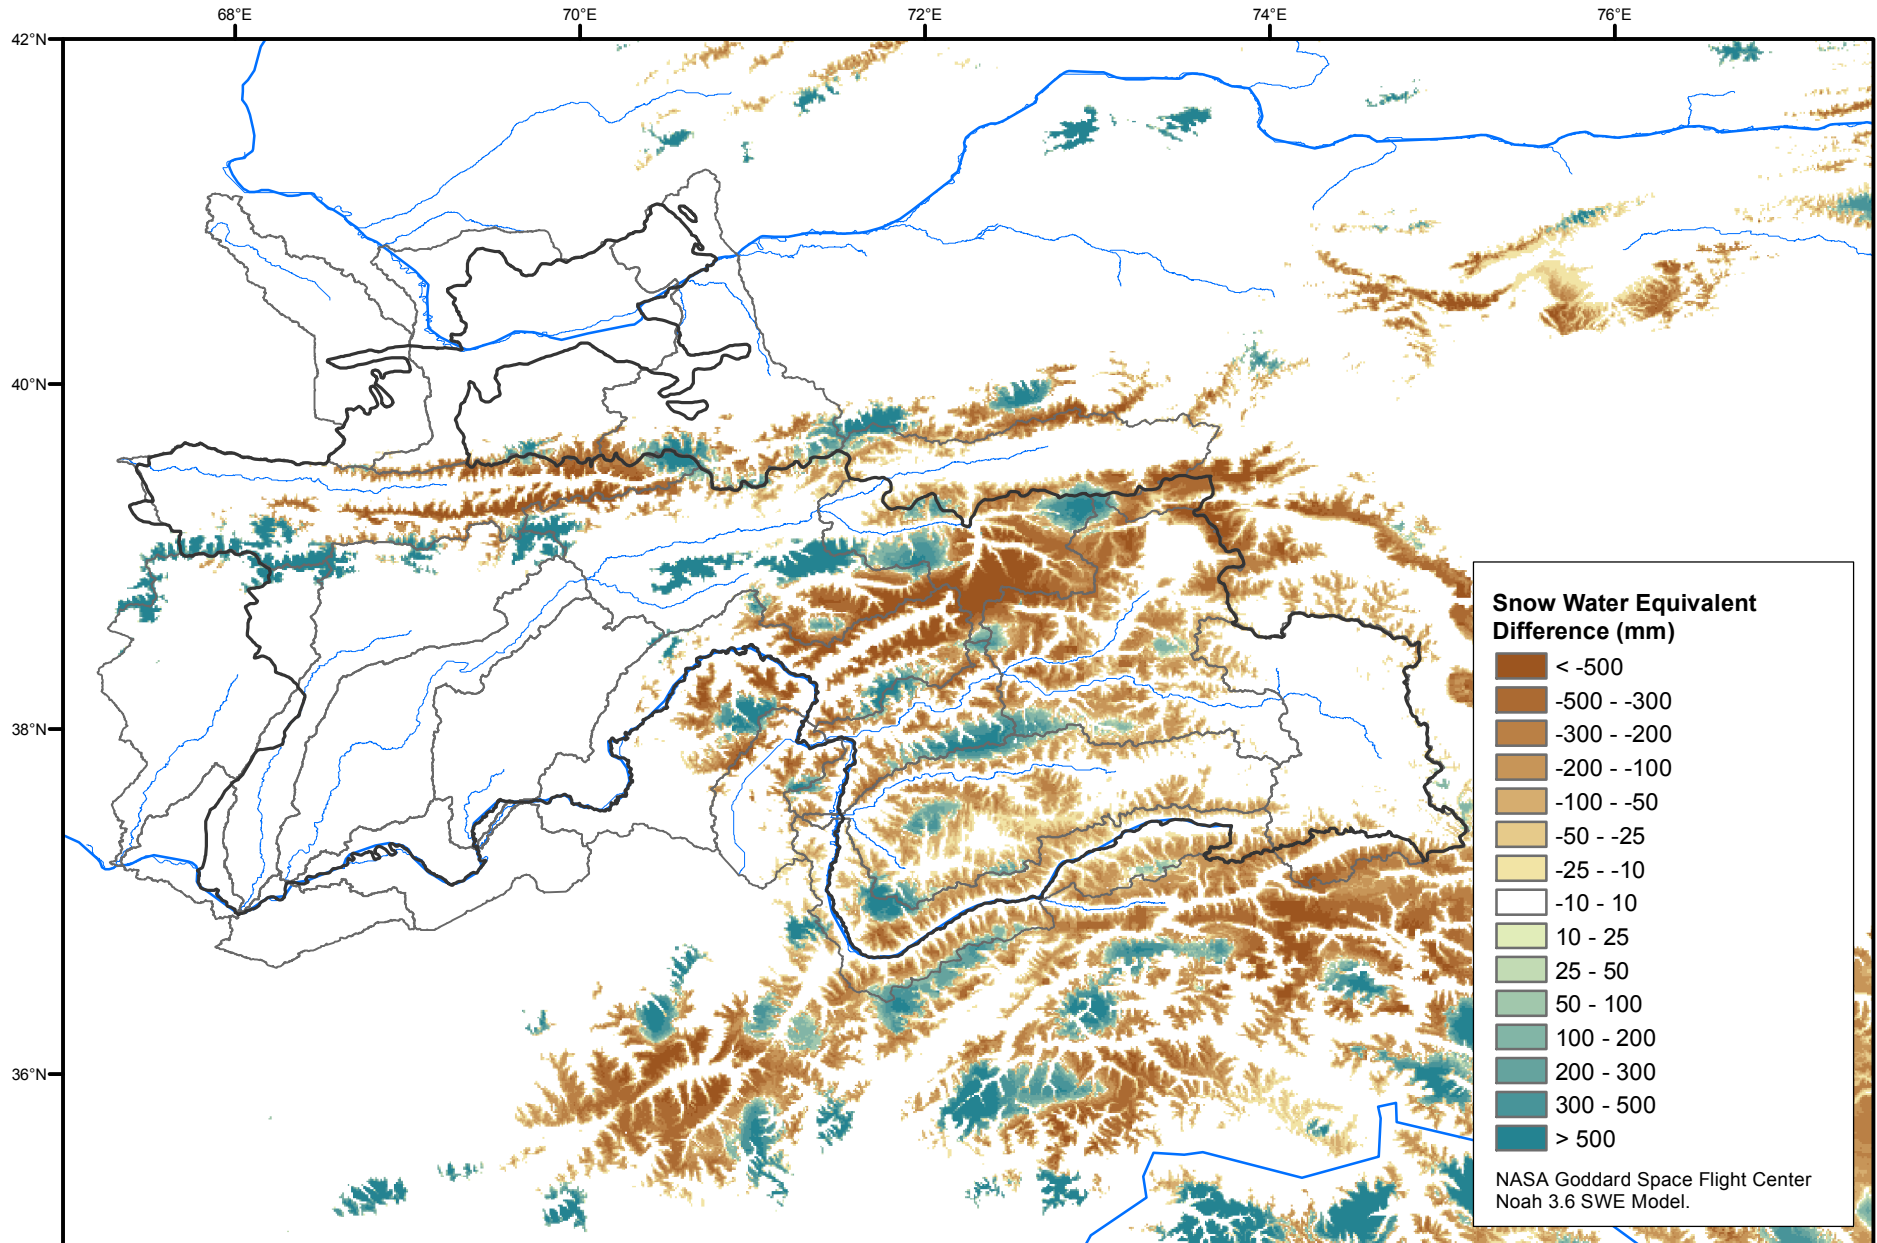 68°E 70°E 72°E 74°E 76°E
42°N
40°N
38°N
36°N
Snow Water Equivalent
Difference (mm)
< -500
-500 - -300
-300 - -200
-200 - -100
-100 - -50
-50 - -25
-25 - -10
-10 - 10
10 - 25
25 - 50
50 - 100
100 - 200
200 - 300
300 - 500
> 500
NASA Goddard Space Flight Center
Noah 3.6 SWE Model.